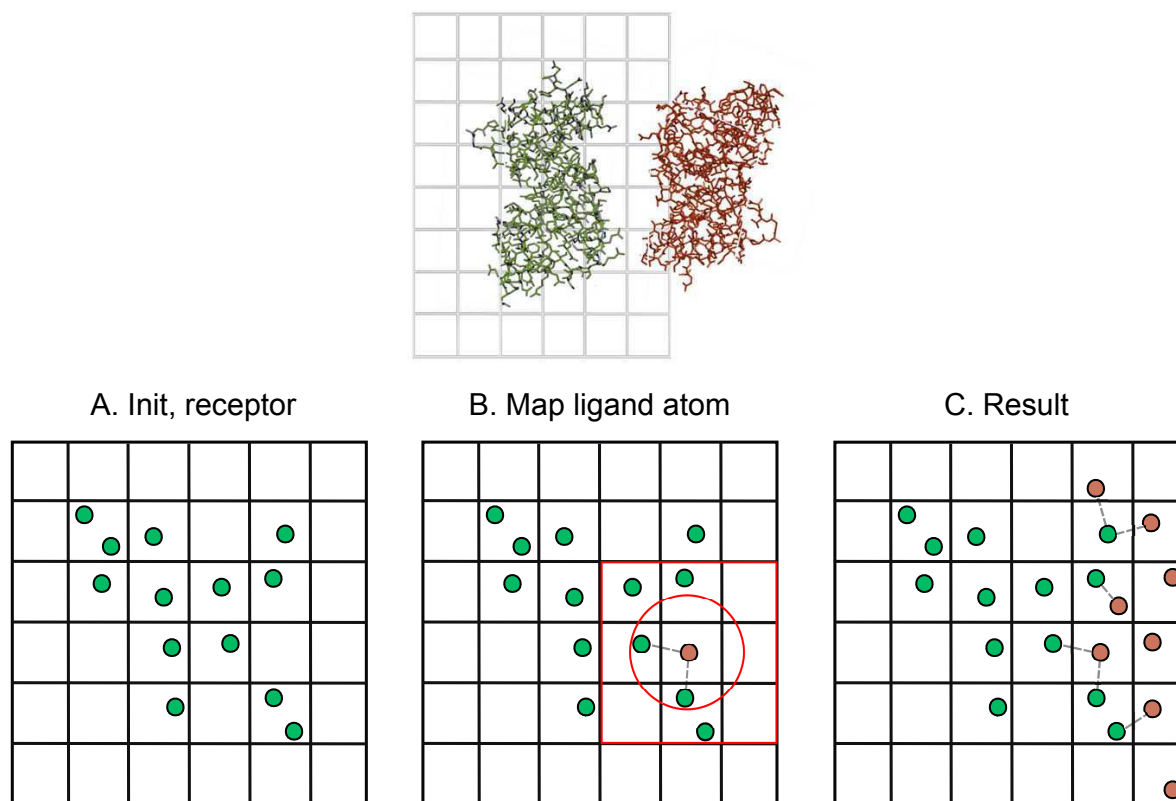 A. Init, receptor
B. Map ligand atom
C. Result